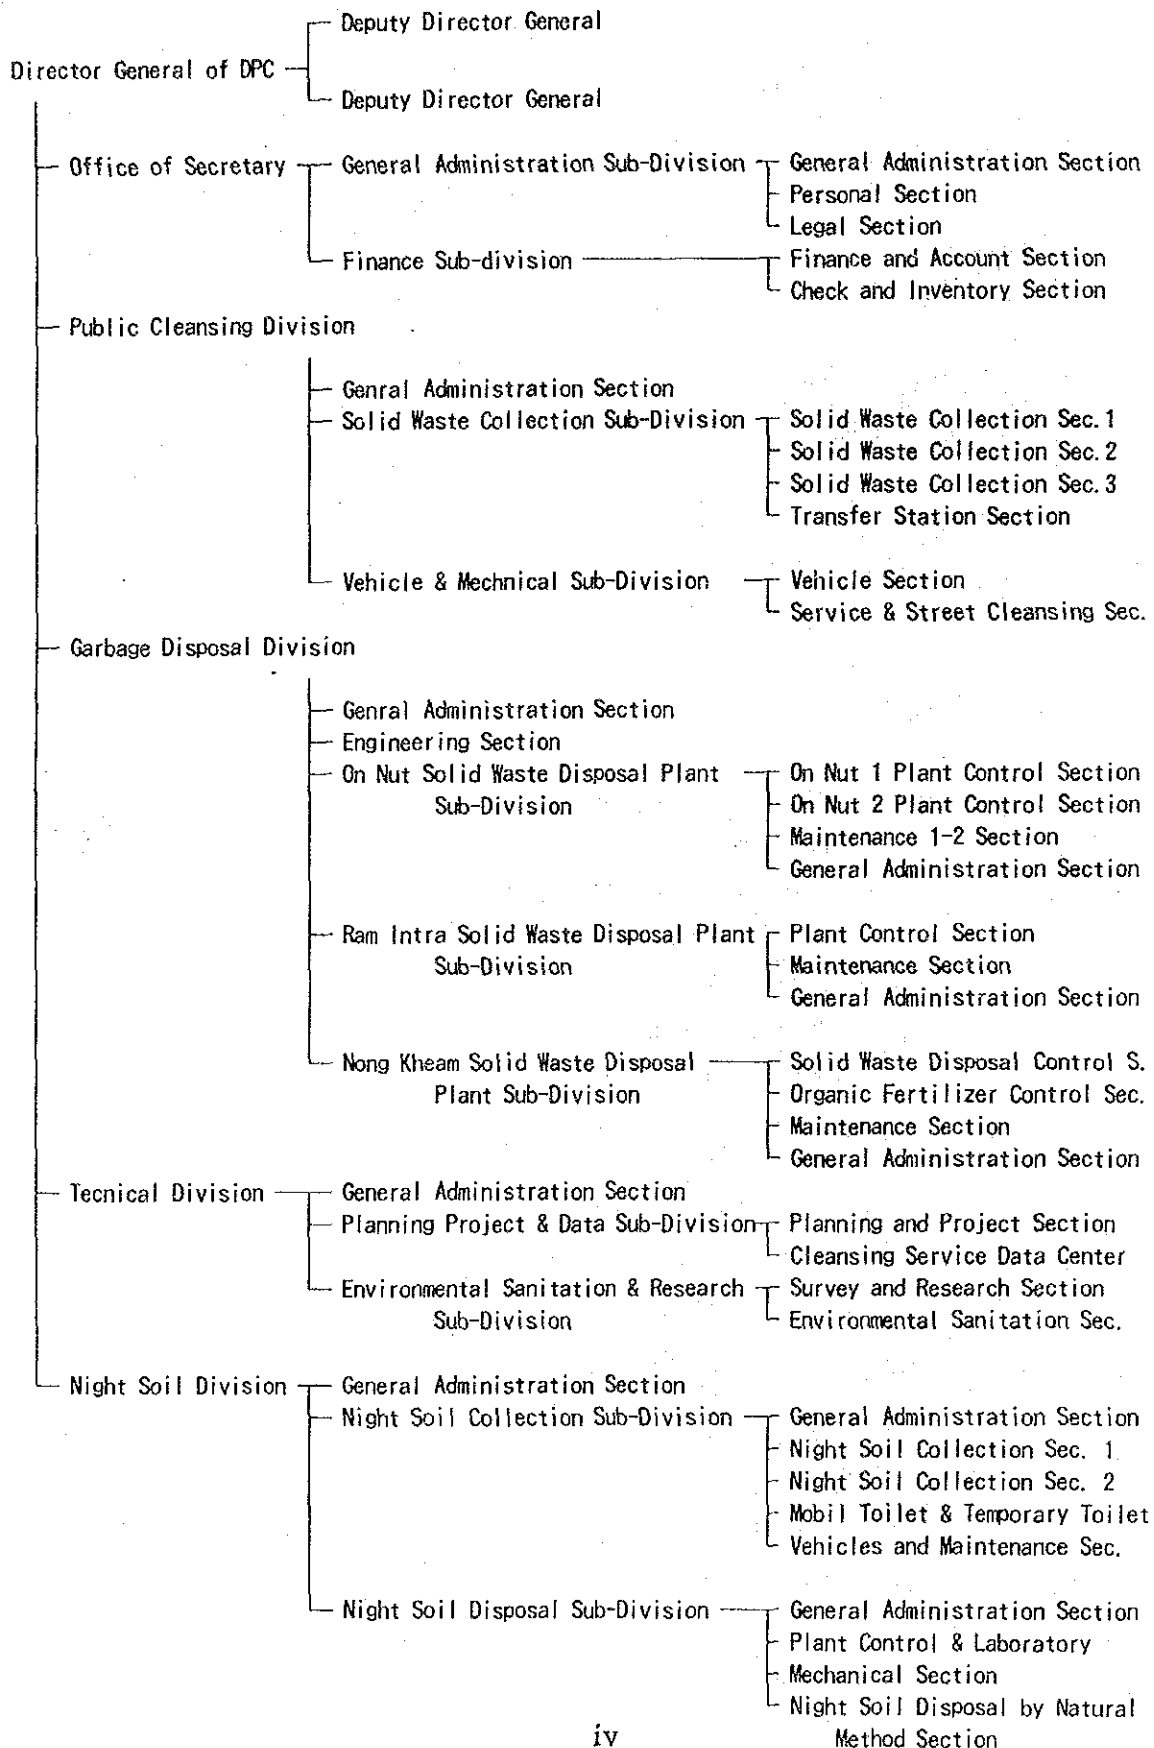 Deputy Director General
Director General of DPC
Deputy Director General
Office of Secretary General Administration Sub-Division General Administration Section
Personal Section
Legal Section
Finance Sub-division Finance and Account Section
Check and Inventory Section
Public Cleansing Division
Genral Administration Section
Solid Waste Collection Sub-Division Solid Waste Collection Sec. 1
Solid Waste Collection Sec. 2
Solid Waste Collection Sec. 3
Transfer Station Section
Vehicle & Mechnical Sub-Division Vehicle Section
Service & Street Cleansing Sec.
Garbage Disposal Division
Genral Administration Section
Engineering Section
On Nut Solid Waste Disposal Plant On Nut 1 Plant Control Section
Sub-Division On Nut 2 Plant Control Section
Maintenance 1-2 Section
General Administration Section
Ram Intra Solid Waste Disposal Plant Plant Control Section
Sub-Division Maintenance Section
General Administration Section
Nong Kheam Solid Waste Disposal Solid Waste Disposal Control S.
Plant Sub-Division Organic Fertilizer Control Sec.
Maintenance Section
General Administration Section
Tecnical Division General Administration Section
Planning Project & Data Sub-Division Planning and Project Section
Cleansing Service Data Center
Environmental Sanitation & Research Survey and Research Section
Sub-Division Environmental Sanitation Sec.
Night Soil Division General Administration Section
Night Soil Collection Sub-Division General Administration Section
Night Soil Collection Sec. 1
Night Soil Collection Sec. 2
Mobil Toilet & Temporary Toilet
Vehicles and Maintenance Sec.
Night Soil Disposal Sub-Division General Administration Section
Plant Control & Laboratory
Mechanical Section
Night Soil Disposal by Natural
Method Section
iv